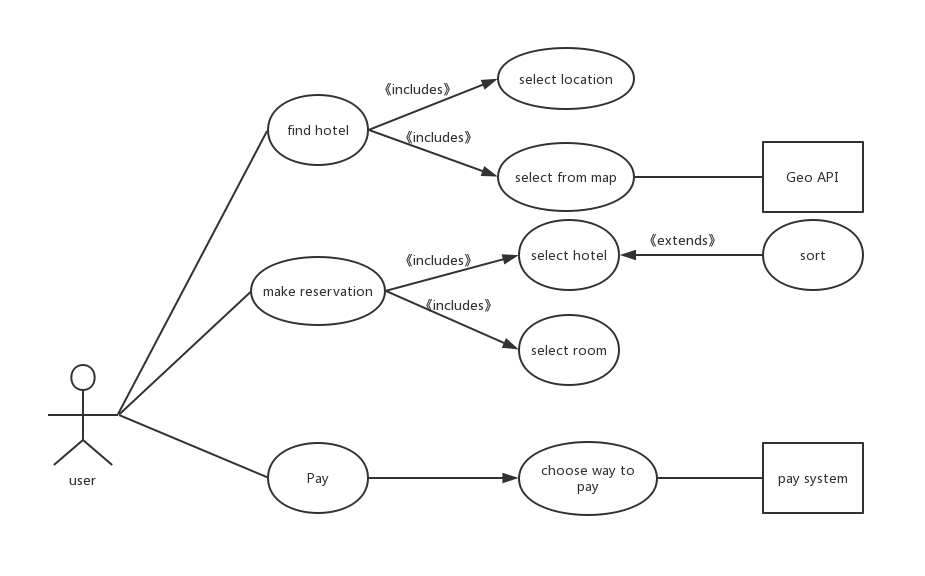 select location
《includes》
find hotel
《includes》
select from map
Geo API
《extends》
select hotel
sort
《includes》
make reservation
《includes》
select room
choose way to
pay
Pay
pay system
user